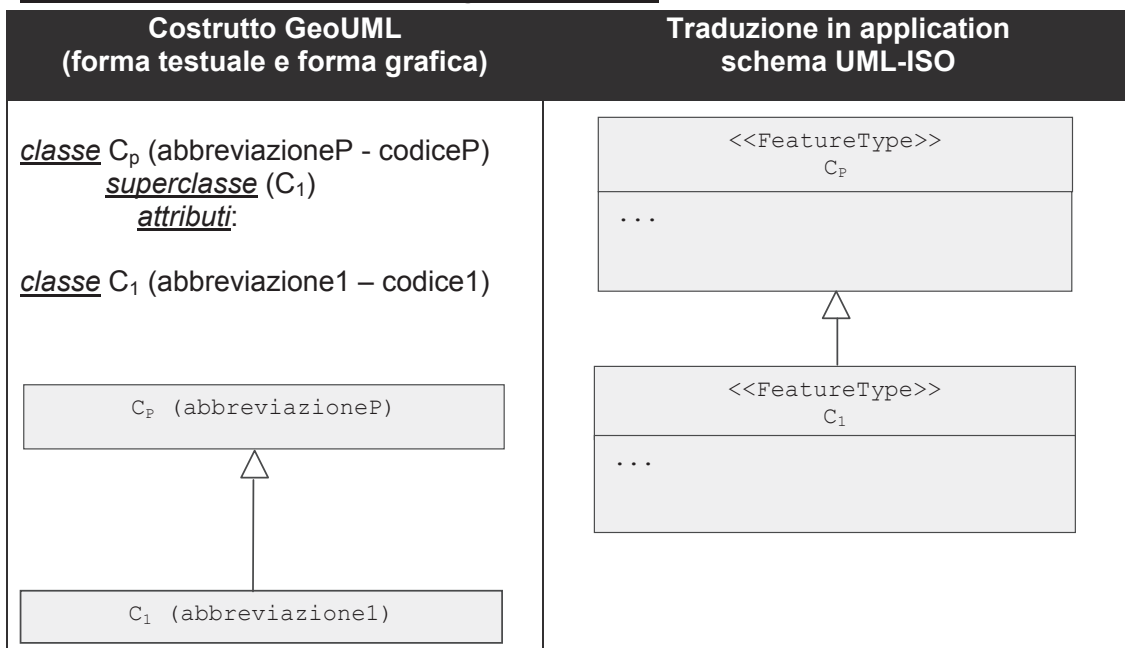 Costrutto GeoUML
(forma testuale e forma grafica)
Traduzione in application
schema UML-ISO
classe Cp (abbreviazioneP - codiceP)
superclasse (C1)
attributi:
classe C1 (abbreviazione1 – codice1)
CP (abbreviazioneP)
C1 (abbreviazione1)
<<FeatureType>>
CP
...
<<FeatureType>>
C1
...